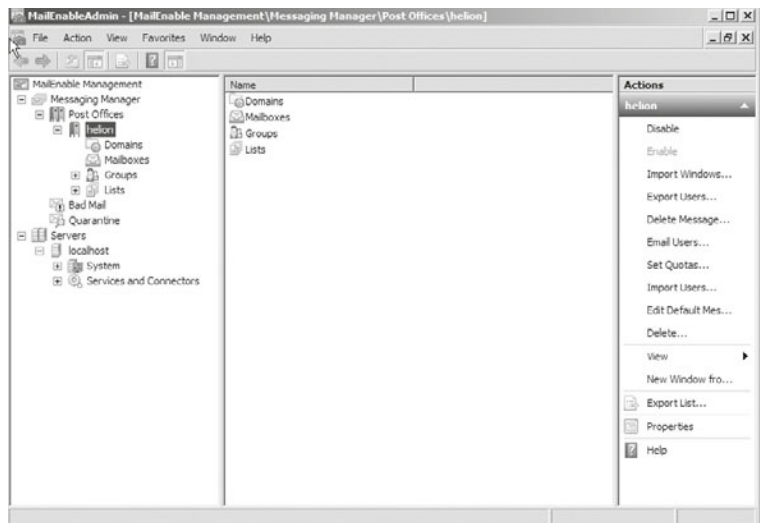 MailEnableAdmin - [MailEnable Management\Messaging Manager\Post Offices\helion]
File Action View Favorites Window Help
MailEnable Management
Messaging Manager
Post Offices
helion
Domains
Mailboxes
Groups
Lists
Bad Mail
Quarantine
Servers
localhost
System
Services and Connectors
Name
Domains
Mailboxes
Groups
Lists
Actions
helion
Disable
Enable
Import Windows...
Export Users...
Delete Message...
Email Users...
Set Quotas...
Import Users...
Edit Default Mes...
Delete...
View
New Window fro...
Export List...
Properties
Help